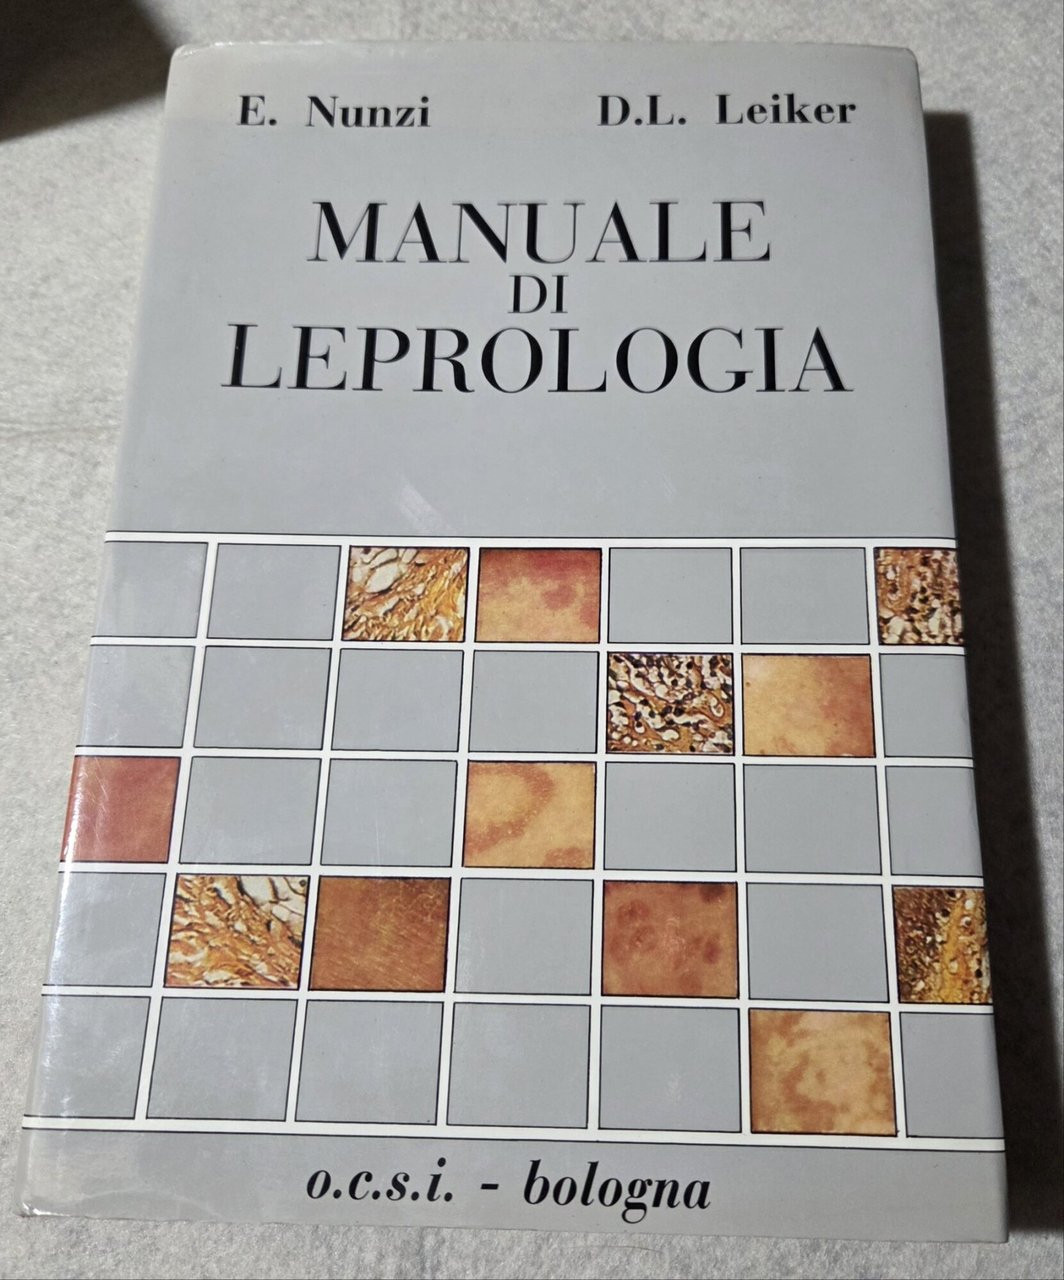 E. Nunzi D.L. Leiker
MANUALE
DI
LEPROLOGIA
o.c.s.i. - bologna